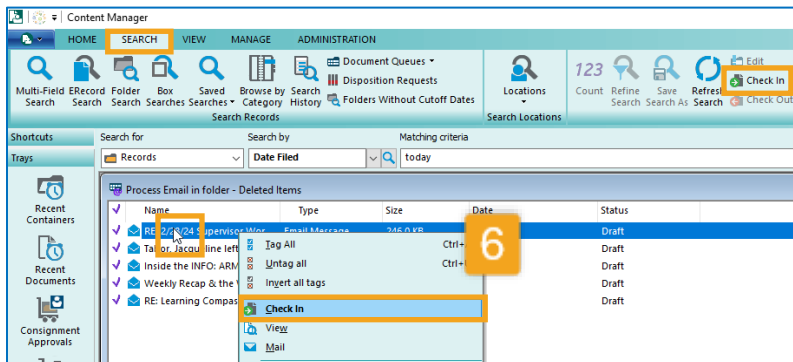 Content Manager
HOME SEARCH VIEW MANAGE ADMINISTRATION
Multi-Field Search
ERecord Search
Folder Search
Box Searches
Saved Searches
Browse by Category
Search History
Document Queues
Disposition Requests
Folders Without Cutoff Dates
Search Records
Locations
Search Locations
123
Count
Refine Search
Save Search As
Refresh Search
Edit
Check In
Check Out
Shortcuts
Search for
Search by
Matching criteria
Trays
Records
Date Filed
today
Recent Containers
Recent Documents
Consignment Approvals
Process Email in folder - Deleted Items
Name Type Size Date Status
RE: 2/28/24 Supervisor Wor Email Message 246.0 KB Draft
Jacqueline left Draft
Inside the INFO: ARM Draft
Weekly Recap & the Draft
RE: Learning Compas Draft
Tag All Ctrl+
Untag all Ctrl+
Invert all tags
Check In
View
Mail
6